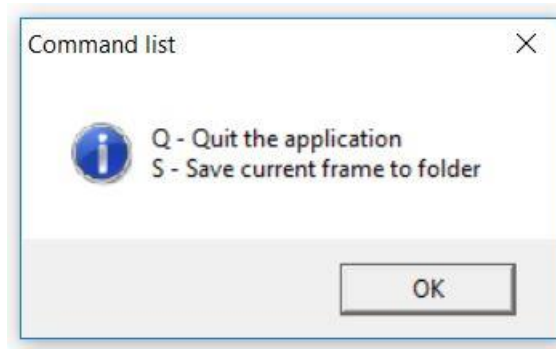 Command list
Q - Quit the application
S - Save current frame to folder
OK